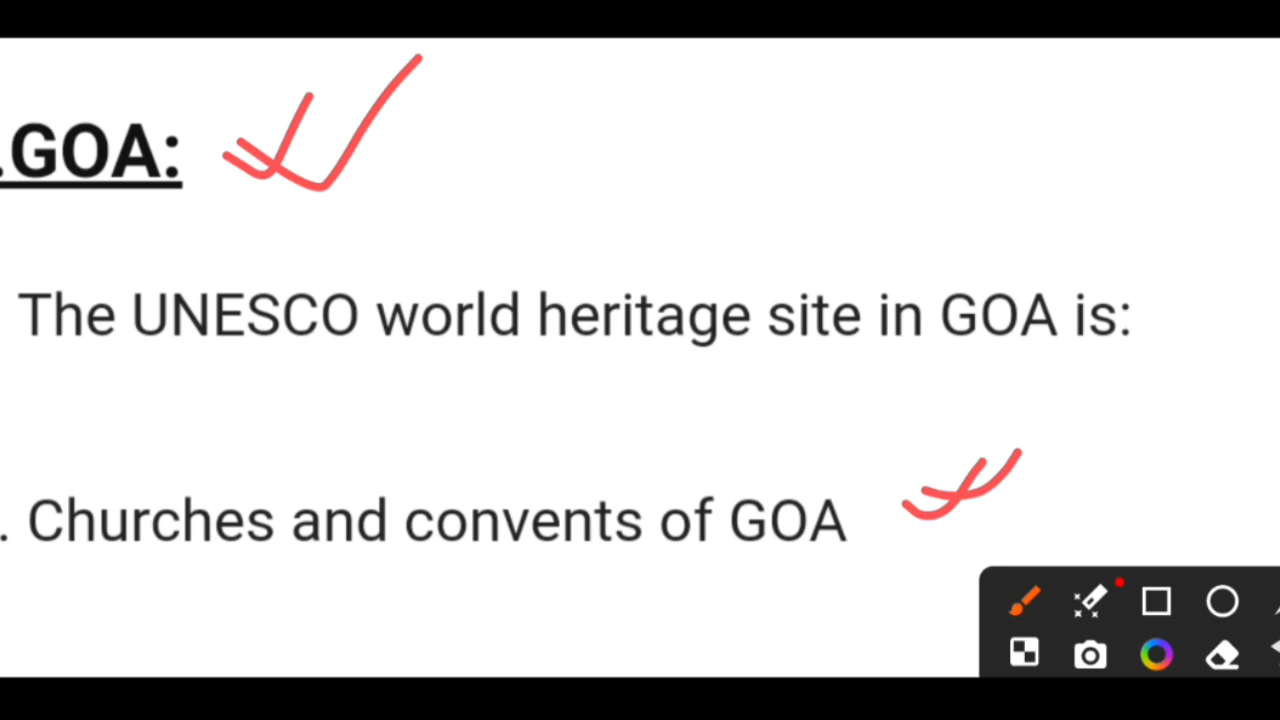 .GOA:
The UNESCO world heritage site in GOA is:
. Churches and convents of GOA